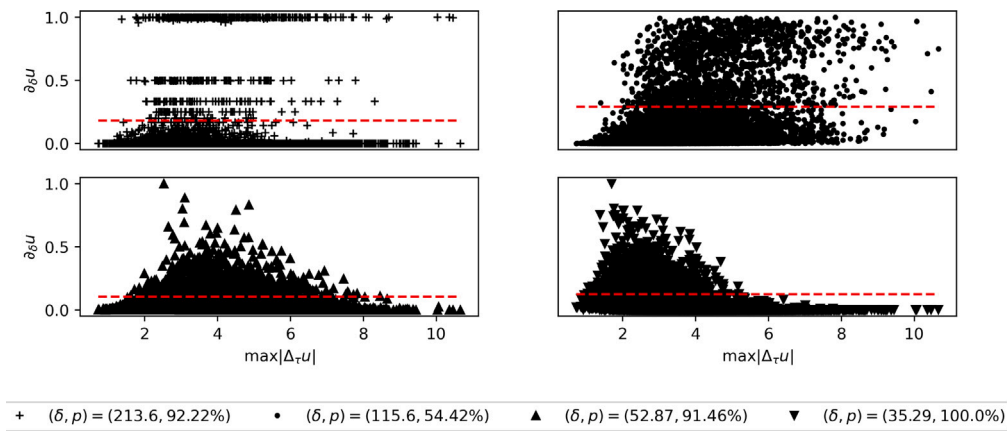 1.0
0.5
0.0
∂δu
1.0
0.5
0.0
∂δu
2 4 6 8 10
max|Δτu|
2 4 6 8 10
max|Δτu|
+ (δ, p) = (213.6, 92.22%) • (δ, p) = (115.6, 54.42%) ▲ (δ, p) = (52.87, 91.46%) ▼ (δ, p) = (35.29, 100.0%)